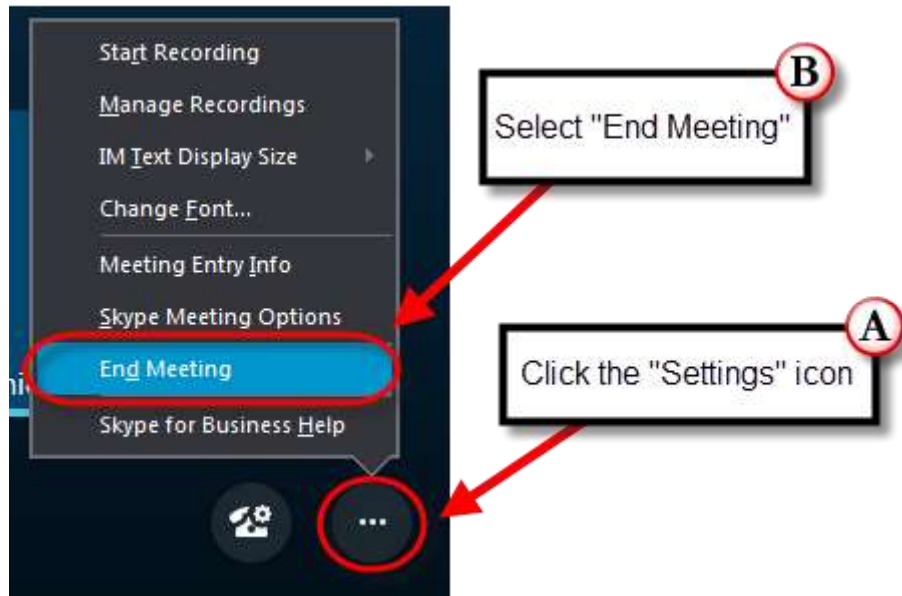 Start Recording
Manage Recordings
IM Text Display Size
Change Font...
Meeting Entry Info
Skype Meeting Options
End Meeting
Skype for Business Help
...
B
Select "End Meeting"
A
Click the "Settings" icon